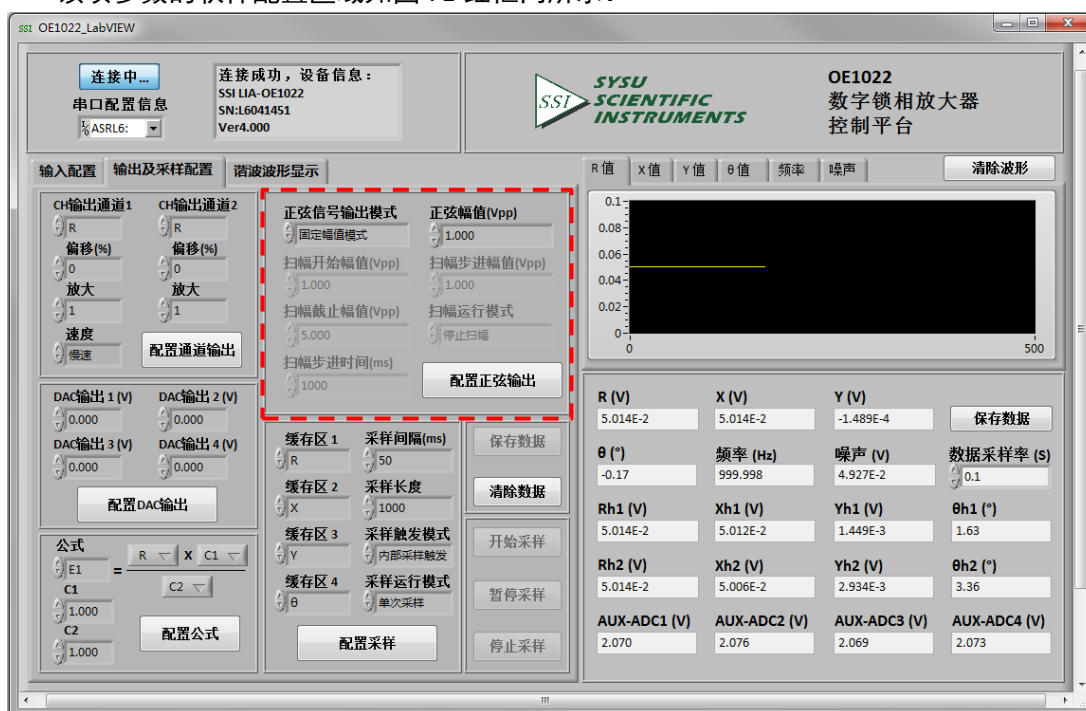 OE1022_LabVIEW
连接中...
串口配置信息
ASRL6:
连接成功，设备信息：
SSI LIA-OE1022
SN:L6041451
Ver4.000
SSI
SYSU
SCIENTIFIC
INSTRUMENTS
OE1022
数字锁相放大器
控制平台
输入配置 输出及采样配置 谐波波形显示
CH输出通道1 CH输出通道2
R R
偏移(%) 偏移(%)
0 0
放大 放大
1 1
速度
慢速 配置通道输出
DAC输出 1 (V) DAC输出 2 (V)
0.000 0.000
DAC输出 3 (V) DAC输出 4 (V)
0.000 0.000
配置DAC输出
公式
E1 = R X C1
C2
C1
1.000
C2
1.000
配置公式
正弦信号输出模式 正弦幅值(Vpp)
固定幅值模式 1.000
扫幅开始幅值(Vpp) 扫幅步进幅值(Vpp)
1.000 1.000
扫幅截止幅值(Vpp) 扫幅运行模式
5.000 停止扫幅
扫幅步进时间(ms)
1000 配置正弦输出
缓存区 1 采样间隔(ms)
R 50
缓存区 2 采样长度
X 1000
缓存区 3 采样触发模式
Y 内部采样触发
缓存区 4 采样运行模式
θ 单次采样
配置采样
保存数据
清除数据
开始采样
暂停采样
停止采样
R值 X值 Y值 θ值 频率 噪声 清除波形
0.1
0.08
0.06
0.04
0.02
0
0 500
R (V) X (V) Y (V)
5.014E-2 5.014E-2 -1.489E-4 保存数据
θ (°) 频率 (Hz) 噪声 (V) 数据采样率 (S)
-0.17 999.998 4.927E-2 0.1
Rh1 (V) Xh1 (V) Yh1 (V) θh1 (°)
5.014E-2 5.012E-2 1.449E-3 1.63
Rh2 (V) Xh2 (V) Yh2 (V) θh2 (°)
5.014E-2 5.006E-2 2.934E-3 3.36
AUX-ADC1 (V) AUX-ADC2 (V) AUX-ADC3 (V) AUX-ADC4 (V)
2.070 2.076 2.069 2.073